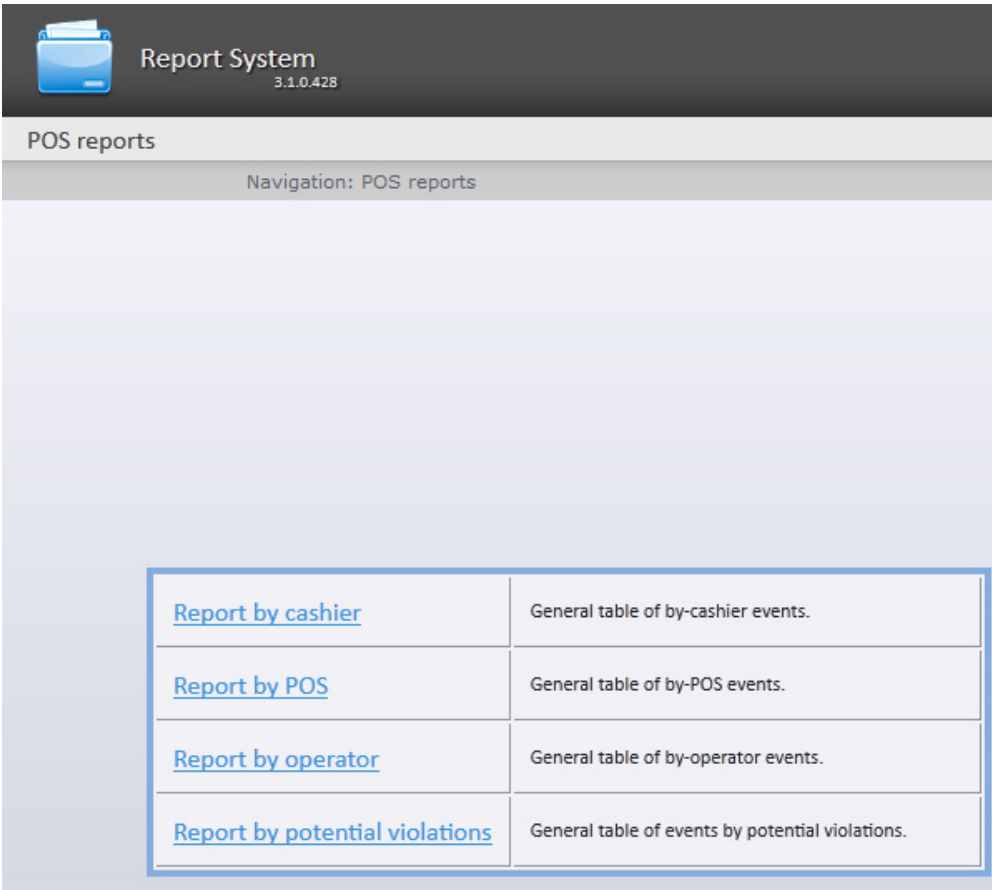 Report System
3.1.0.428
POS reports
Navigation: POS reports
Report by cashier
General table of by-cashier events.
Report by POS
General table of by-POS events.
Report by operator
General table of by-operator events.
Report by potential violations
General table of events by potential violations.